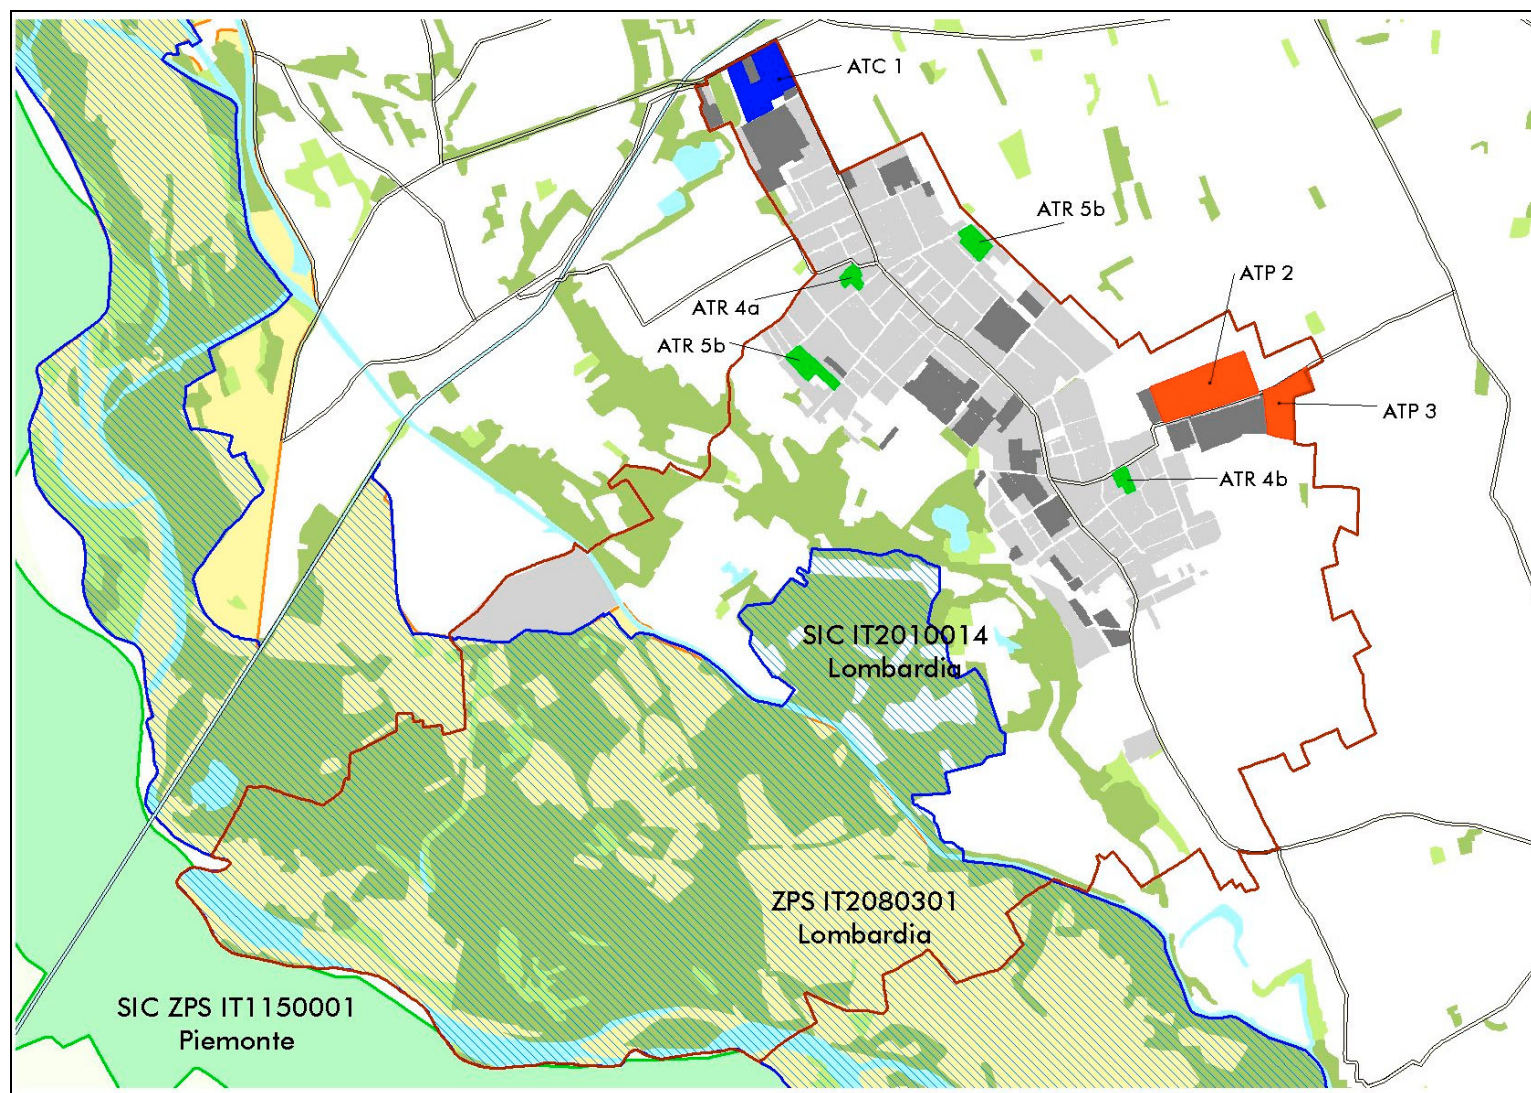 ATC 1
ATR 5b
ATP 2
ATR 4a
ATR 5b
ATP 3
ATR 4b
SIC IT2010014
Lombardia
ZPS IT2080301
Lombardia
SIC ZPS IT1150001
Piemonte